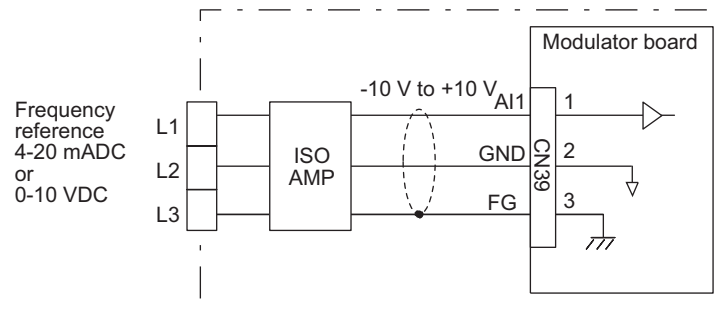 Modulator board
-10 V to +10 V
AI1
1
Frequency
reference
4-20 mADC
or
0-10 VDC
L1
L2
L3
ISO
AMP
GND
2
CN39
FG
3